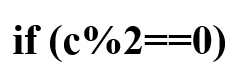 if (c%2==0)